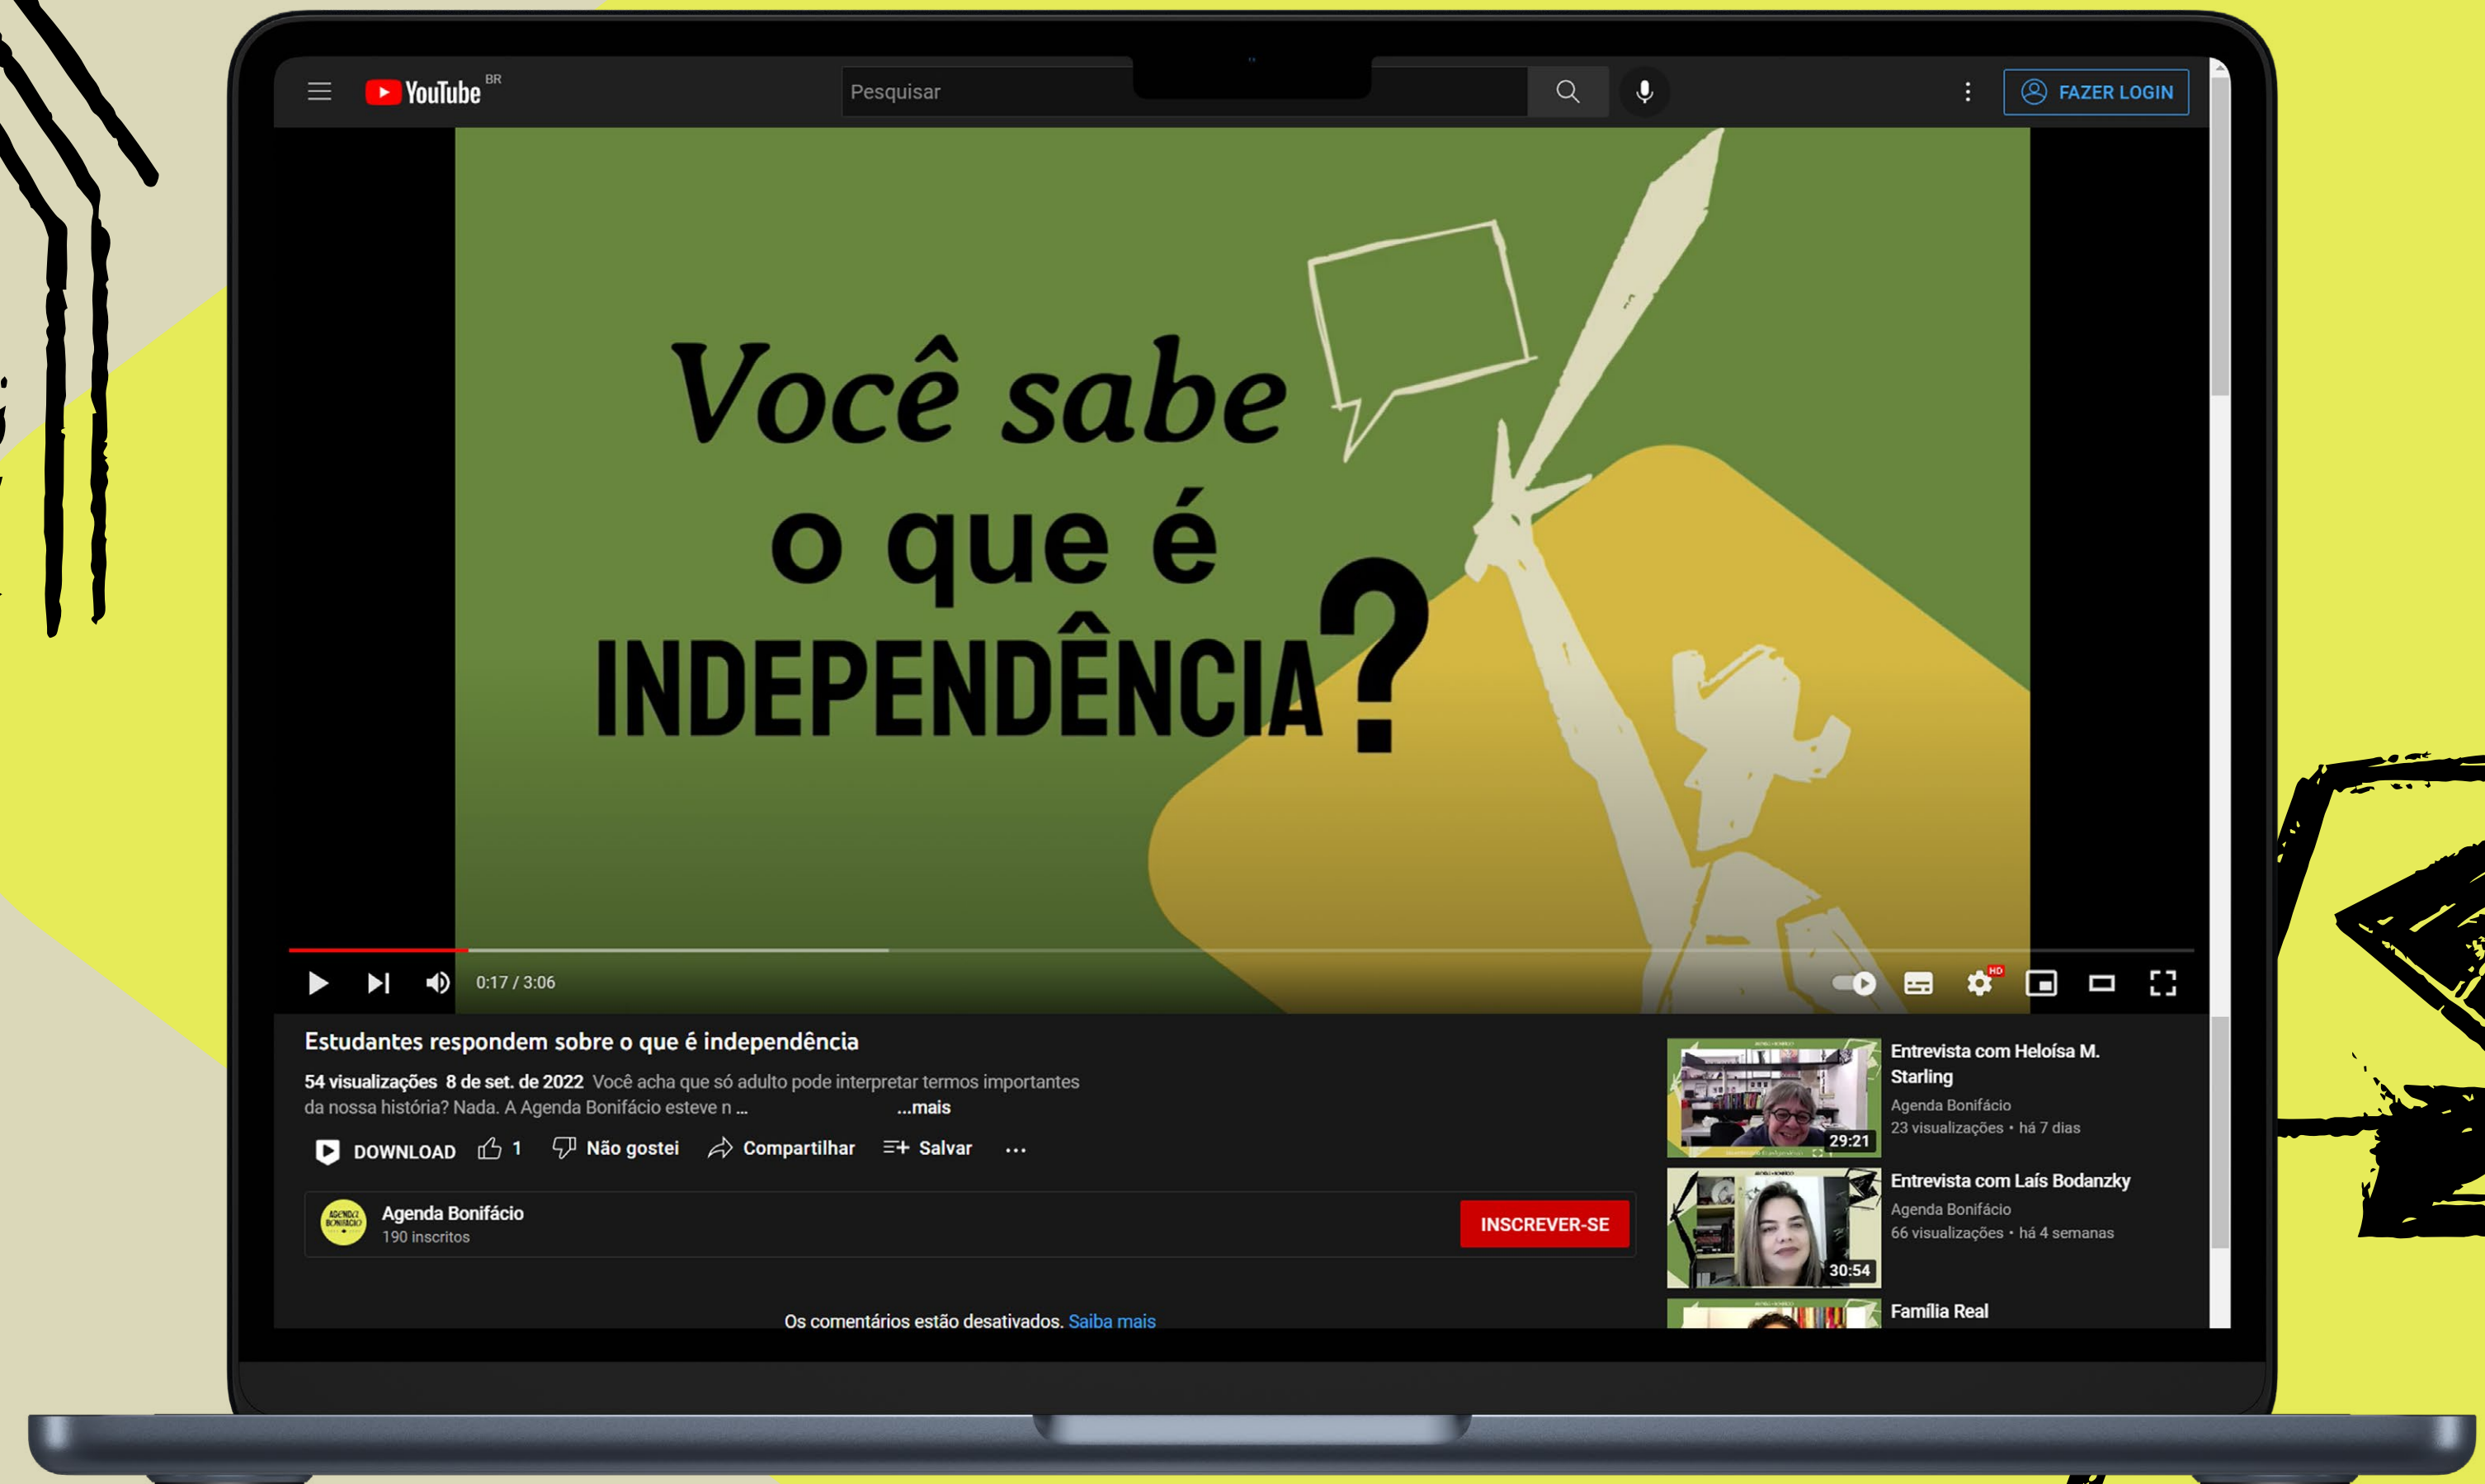 YouTube BR
Pesquisar
FAZER LOGIN
Você sabe
o que é
INDEPENDÊNCIA?
0:17 / 3:06
HD
Estudantes respondem sobre o que é independência
54 visualizações 8 de set. de 2022 Você acha que só adulto pode interpretar termos importantes
da nossa história? Nada. A Agenda Bonifácio esteve n ... ...mais
DOWNLOAD 1 Não gostei Compartilhar Salvar ...
AGENDA
BONIFÁCIO
Agenda Bonifácio
190 inscritos
INSCREVER-SE
Os comentários estão desativados. Saiba mais
29:21
Entrevista com Heloísa M.
Starling
Agenda Bonifácio
23 visualizações • há 7 dias
30:54
Entrevista com Laís Bodanzky
Agenda Bonifácio
66 visualizações • há 4 semanas
Família Real